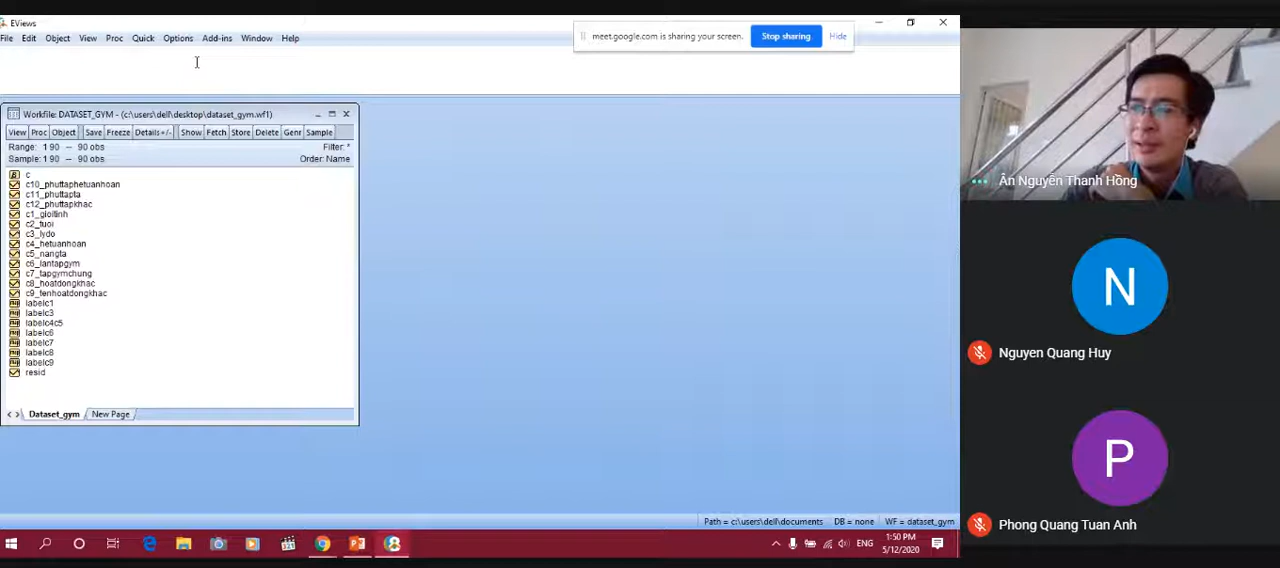 EViews
File Edit Object View Proc Quick Options Add-ins Window Help
meet.google.com is sharing your screen. Stop sharing Hide
Workfile: DATASET_GYM - (c:\users\dell\desktop\dataset_gym.wf1)
View Proc Object Save Freeze Details+/- Show Fetch Store Delete Genr Sample
Range: 1 90 — 90 obs Filter: *
Sample: 1 90 — 90 obs Order: Name
c
c10_phuttaphetuanhoan
c11_phuttapta
c12_phuttapkhac
c1_gioitinh
c2_tuoi
c3_lydo
c4_hetuanhoan
c5_nangta
c6_lantapgym
c7_tapgymchung
c8_hoatdongkhac
c9_tenhoatdongkhac
labelc1
labelc3
labelc4c5
labelc6
labelc7
labelc8
labelc9
resid
Dataset_gym New Page
Path = c:\users\dell\documents DB = none WF = dataset_gym
ENG
1:50 PM
5/12/2020
Ân Nguyễn Thanh Hồng
N
Nguyen Quang Huy
P
Phong Quang Tuan Anh